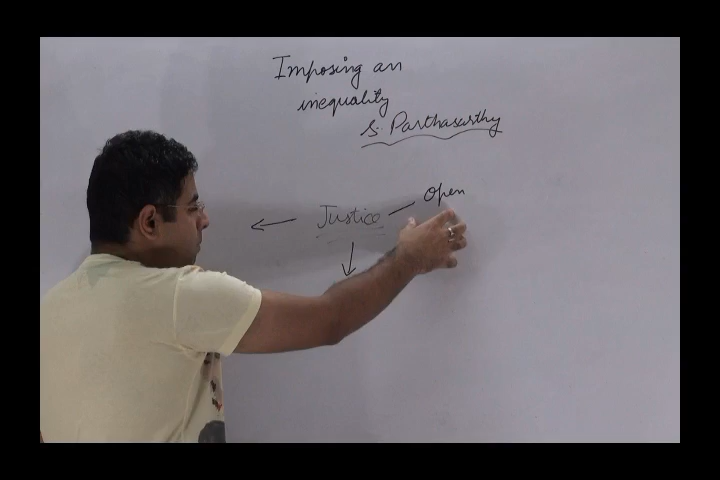 Imposing an
inequality
S. Parthasarthy
Open
Justice